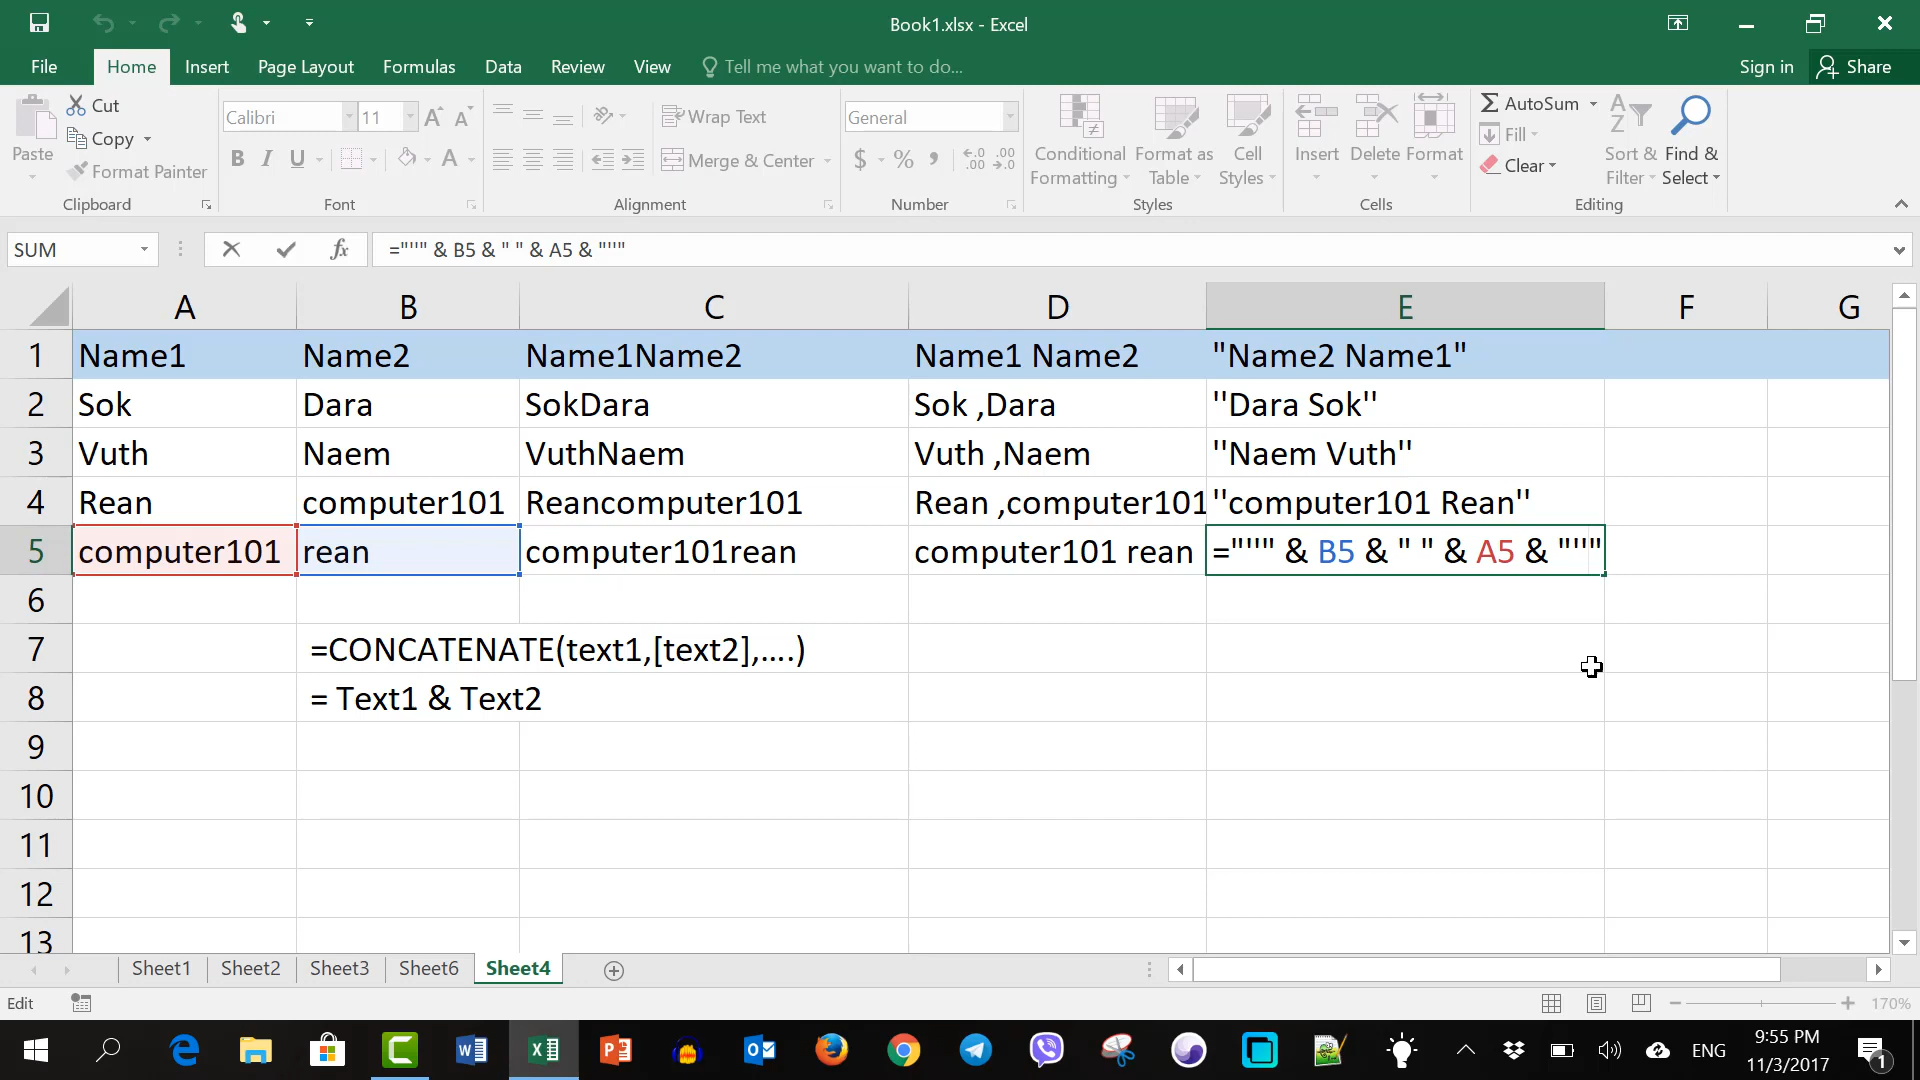 Book1.xlsx - Excel
File Home Insert Page Layout Formulas Data Review View Tell me what you want to do... Sign in Share
Paste Cut Copy Format Painter Clipboard
Calibri 11 A A B I U A Font
Wrap Text Merge & Center Alignment
General $ % , .00 .00 Number
Conditional Formatting Format as Table Cell Styles Styles
Insert Delete Format Cells
AutoSum Fill Clear Sort & Filter Find & Select Editing
SUM fx ="''" & B5 & " " & A5 & "''"
A B C D E F G
1 Name1 Name2 Name1Name2 Name1 Name2 "Name2 Name1"
2 Sok Dara SokDara Sok ,Dara ''Dara Sok''
3 Vuth Naem VuthNaem Vuth ,Naem ''Naem Vuth''
4 Rean computer101 Reancomputer101 Rean ,computer101 ''computer101 Rean''
5 computer101 rean computer101rean computer101 rean ="''" & B5 & " " & A5 & "''"
6
7 =CONCATENATE(text1,[text2],....)
8 = Text1 & Text2
9
10
11
12
13
Sheet1 Sheet2 Sheet3 Sheet6 Sheet4
Edit 170%
ENG 9:55 PM
11/3/2017 1